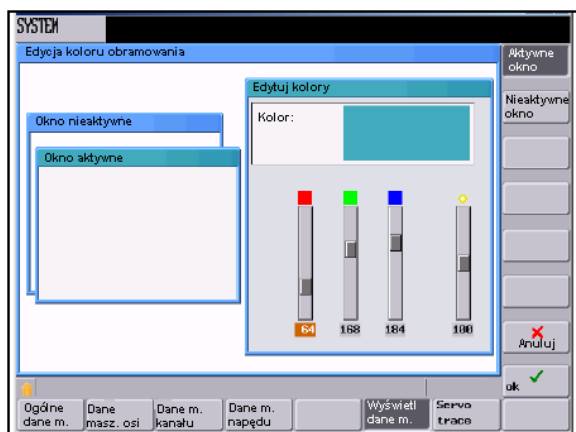 SYSTEM
Edycja koloru obramowania
Aktywne
okno
Edytuj kolory
Nieaktywne
okno
Kolor:
Okno nieaktywne
Okno aktywne
64 168 184 100
Anuluj
ok
Ogólne
dane m.
Dane
masz. osi
Dane m.
kanału
Dane m.
napędu
Wyświetl
dane m.
Servo
trace